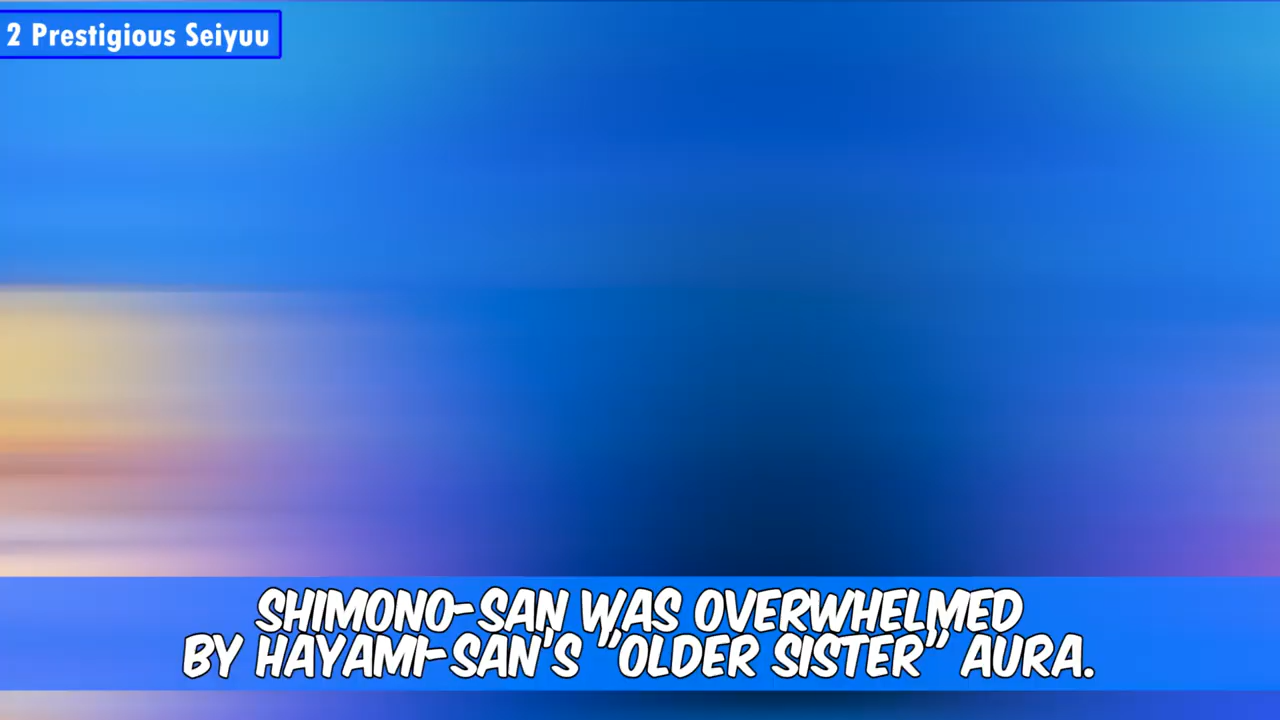 2 Prestigious Seiyuu
SHIMONO-SAN WAS OVERWHELMED
BY HAYAMI-SAN'S "OLDER SISTER" AURA.